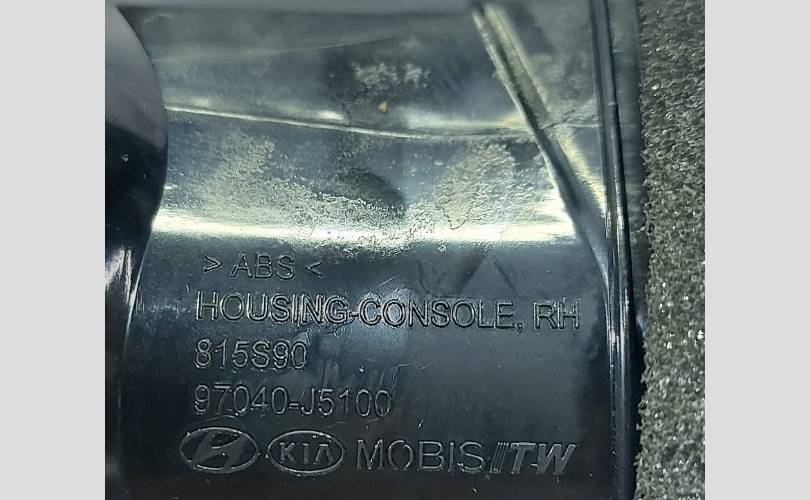 > ABS <
HOUSING-CONSOLE, RH
815S90
97040-J5100
KIA MOBIS ITW